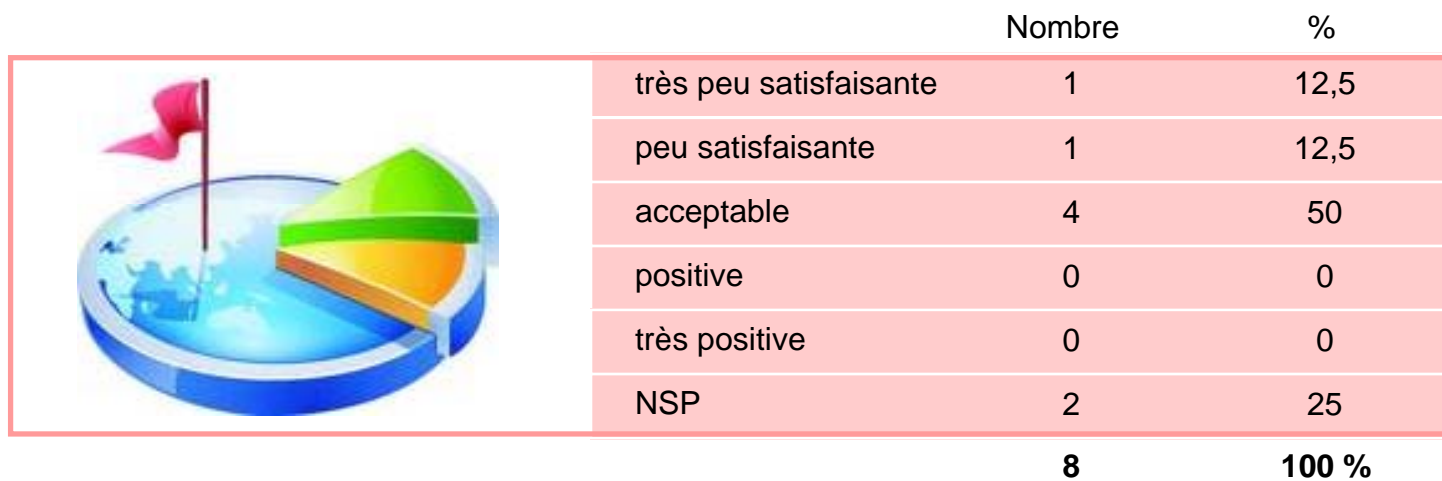 Nombre %
très peu satisfaisante 1 12,5
peu satisfaisante 1 12,5
acceptable 4 50
positive 0 0
très positive 0 0
NSP 2 25
8 100 %